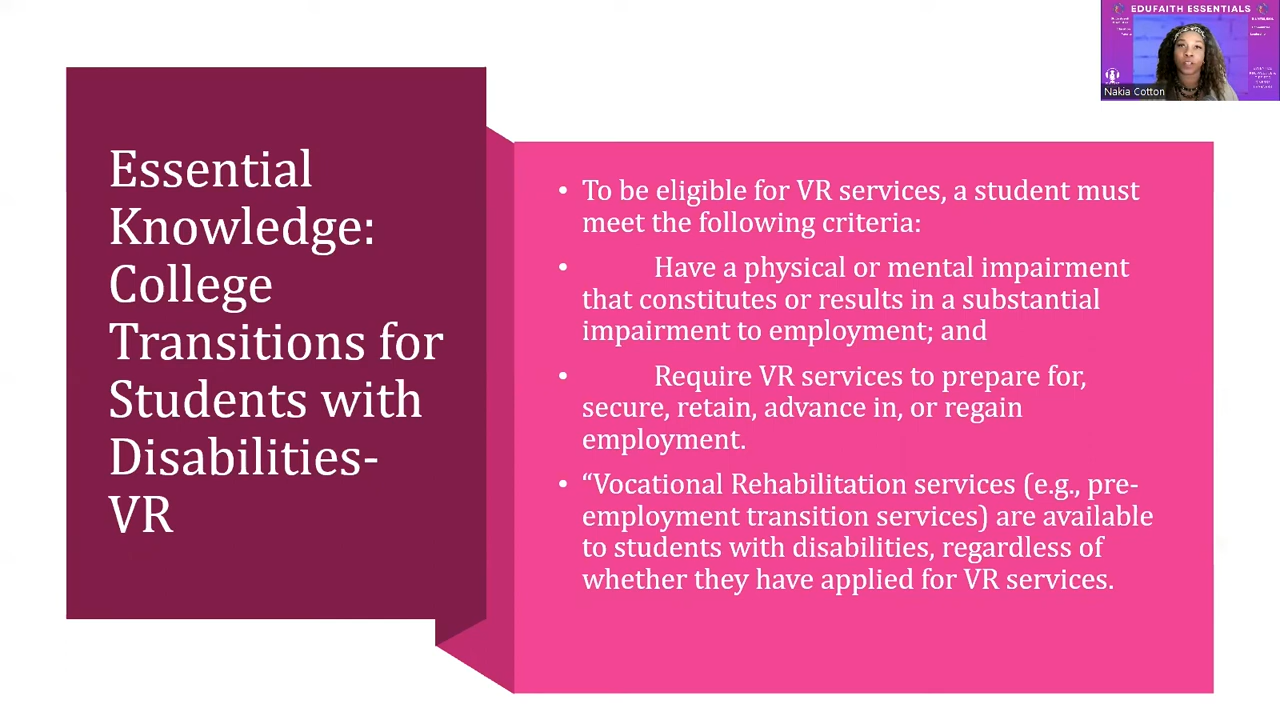 EDUFAITH ESSENTIALS
Nakia Cotton
Essential
Knowledge:
College
Transitions for
Students with
Disabilities-
VR
• To be eligible for VR services, a student must
meet the following criteria:
• Have a physical or mental impairment
that constitutes or results in a substantial
impairment to employment; and
• Require VR services to prepare for,
secure, retain, advance in, or regain
employment.
• “Vocational Rehabilitation services (e.g., pre-
employment transition services) are available
to students with disabilities, regardless of
whether they have applied for VR services.